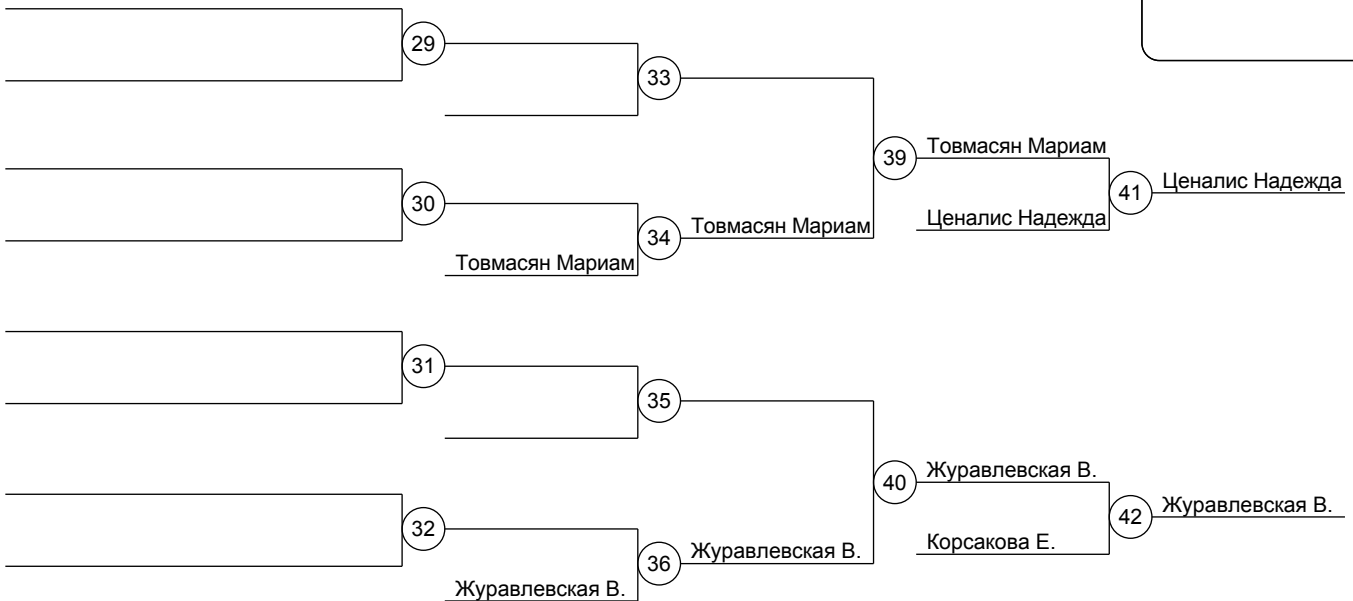 29
33
39
Товмасян Мариам
41
Ценалис Надежда
30
34
Товмасян Мариам
Ценалис Надежда
Товмасян Мариам
31
35
40
Журавлевская В.
42
Журавлевская В.
32
36
Журавлевская В.
Корсакова Е.
Журавлевская В.